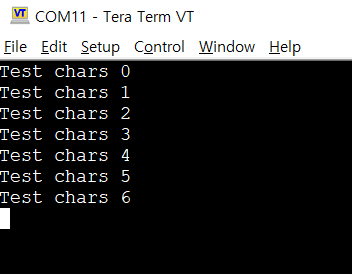 COM11 - Tera Term VT
File Edit Setup Control Window Help
Test chars 0
Test chars 1
Test chars 2
Test chars 3
Test chars 4
Test chars 5
Test chars 6